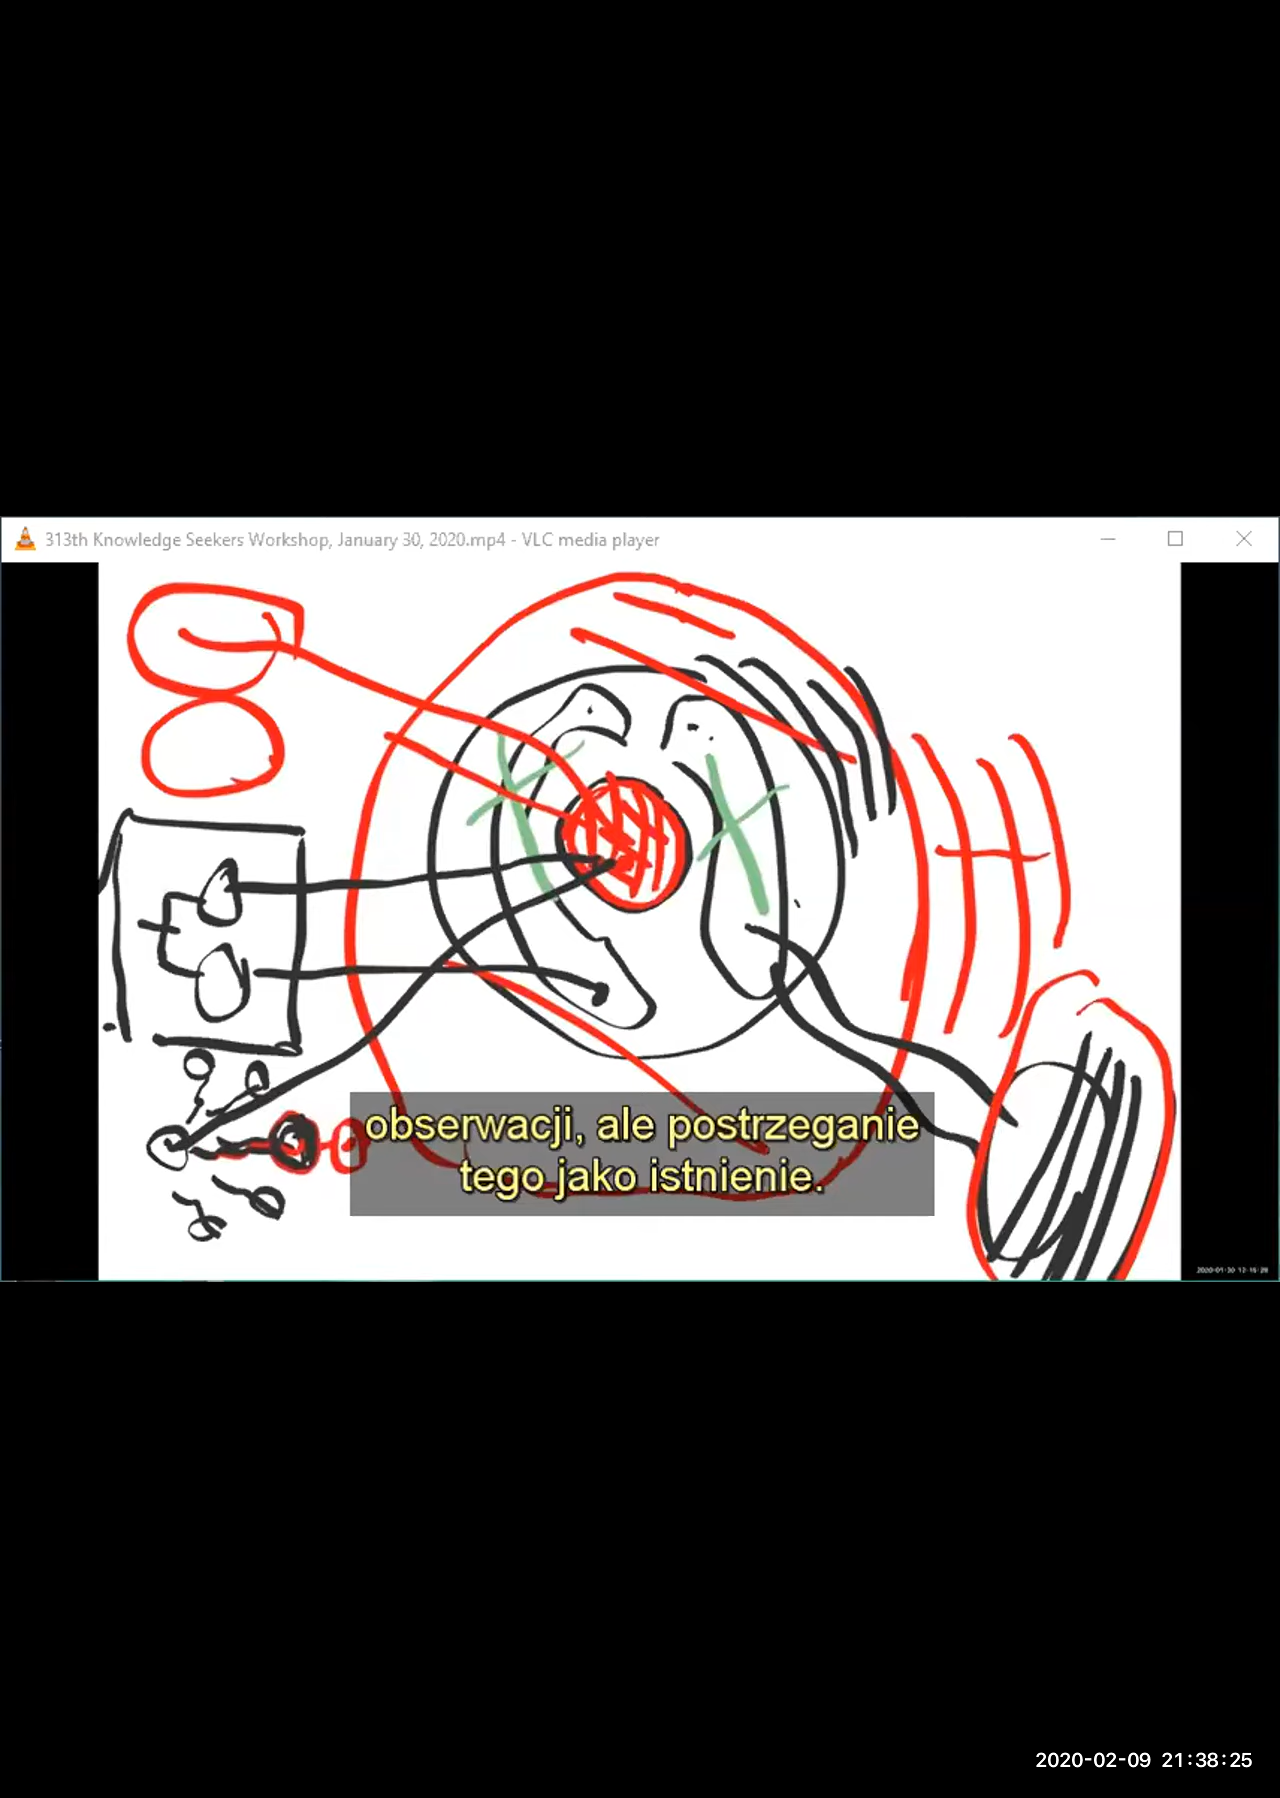 313th Knowledge Seekers Workshop, January 30, 2020.mp4 - VLC media player
obserwacji, ale postrzeganie
tego jako istnienie.
2020-02-09 21:38:25